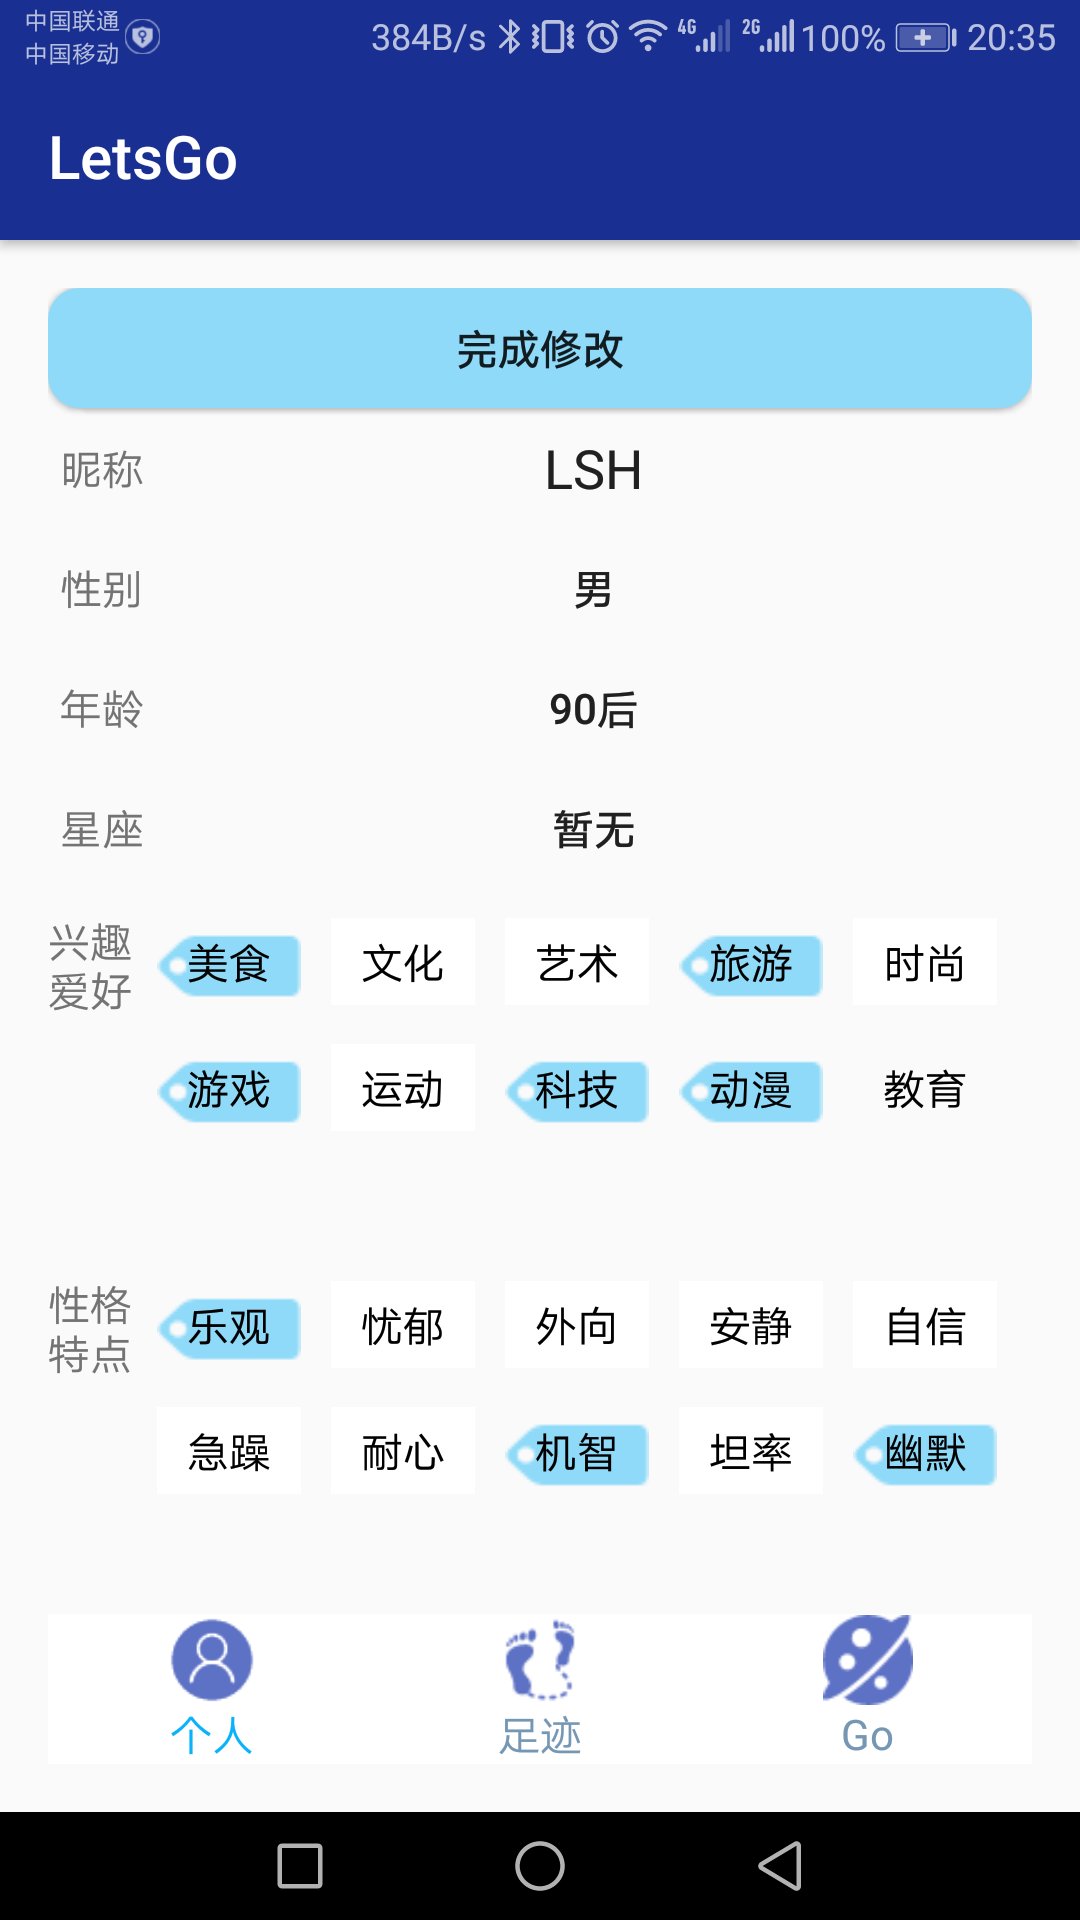 中国联通
中国移动
384B/s 4G 2G 100% 20:35
LetsGo
完成修改
昵称 LSH
性别 男
年龄 90后
星座 暂无
兴趣
爱好
美食 文化 艺术 旅游 时尚
游戏 运动 科技 动漫 教育
性格
特点
乐观 忧郁 外向 安静 自信
急躁 耐心 机智 坦率 幽默
个人 足迹 Go